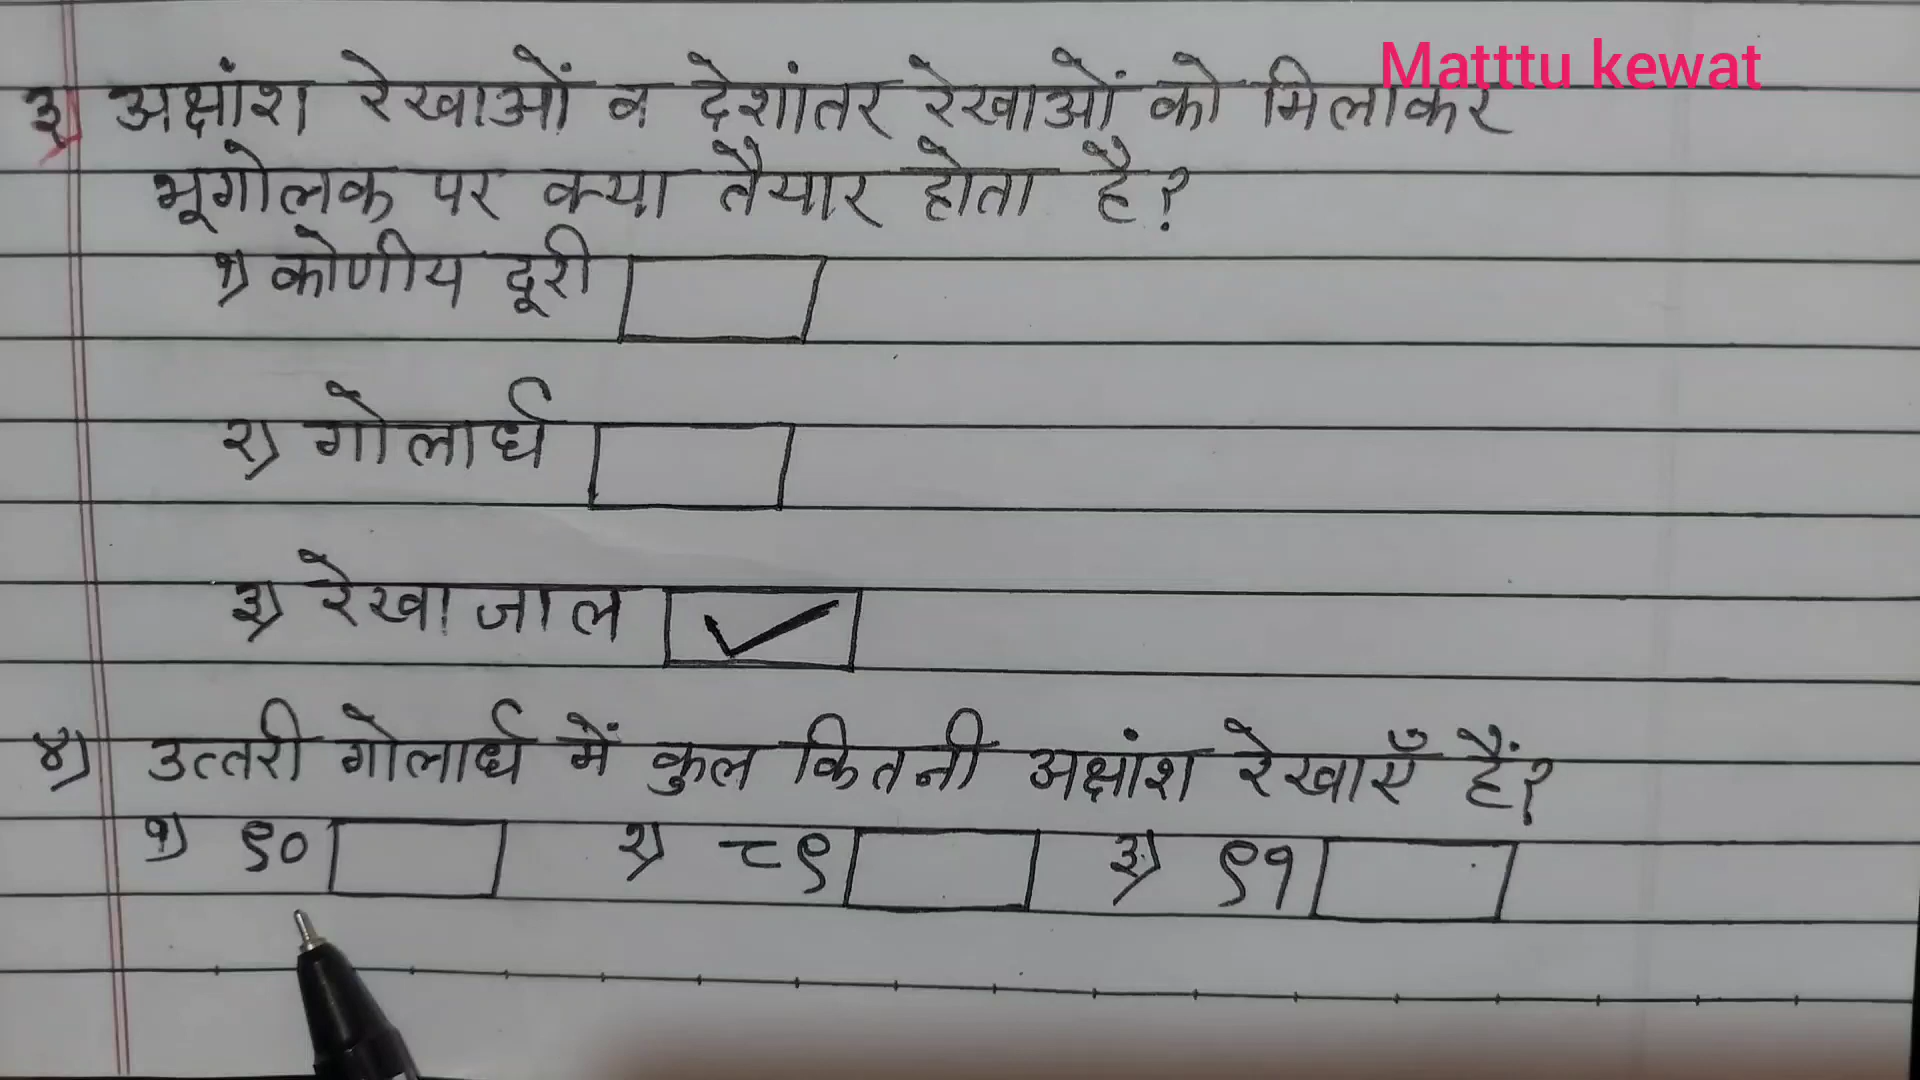 Matttu kewat
३) अक्षांश रेखाओं व देशांतर रेखाओं को मिलाकर
भूगोलक पर क्या तैयार होता है?
१) कोणीय दूरी
२) गोलार्ध
३) रेखाजाल
४) उत्तरी गोलार्ध में कुल कितनी अक्षांश रेखाएँ हैं?
१) ९० २) ८९ ३) ९१